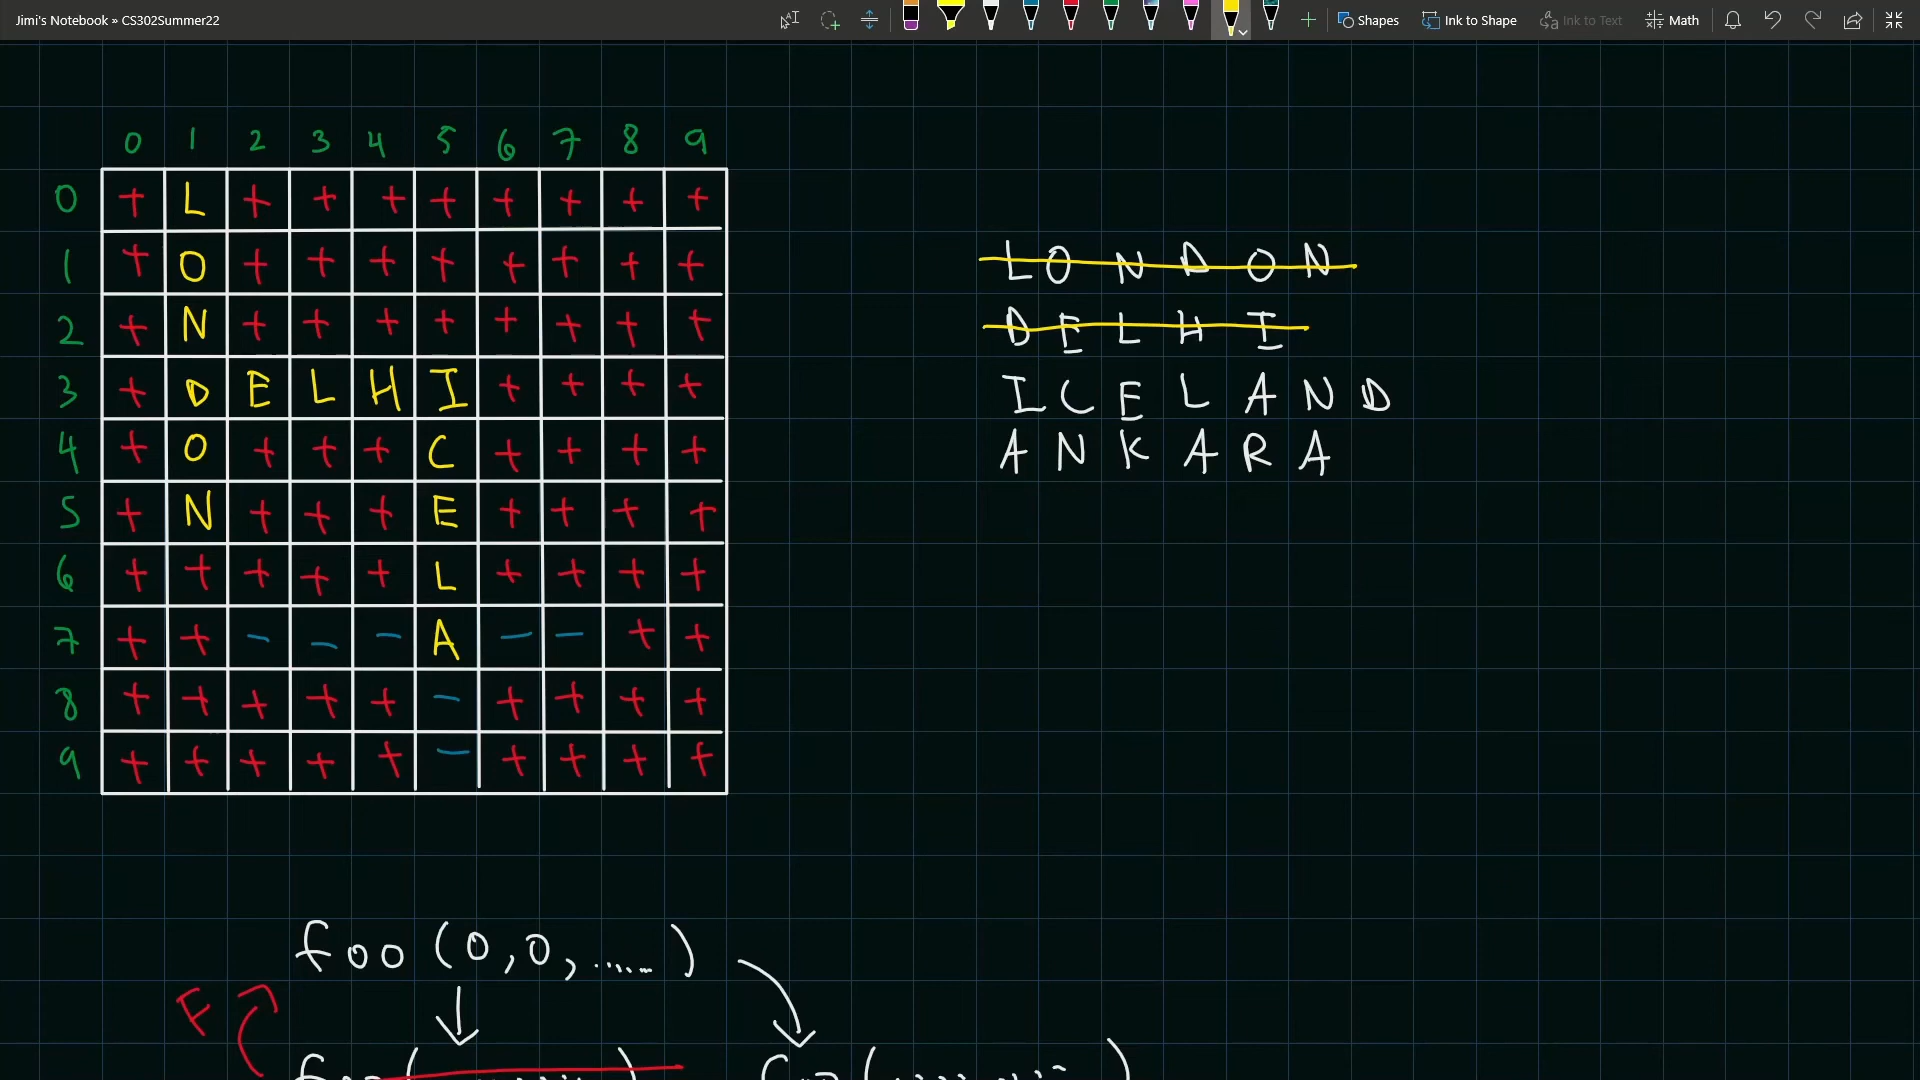 Jimi's Notebook » CS302Summer22
Shapes Ink to Shape Ink to Text Math
0 1 2 3 4 5 6 7 8 9
0 + L + + + + + + + +
1 + O + + + + + + + +
2 + N + + + + + + + +
3 + D E L H I + + + +
4 + O + + + C + + + +
5 + N + + + E + + + +
6 + + + + + L + + + +
7 + + - - - A - - + +
8 + + + + + - + + + +
9 + + + + + - + + + +
LONDON
DELHI
ICELAND
ANKARA
foo (0,0,......)
F